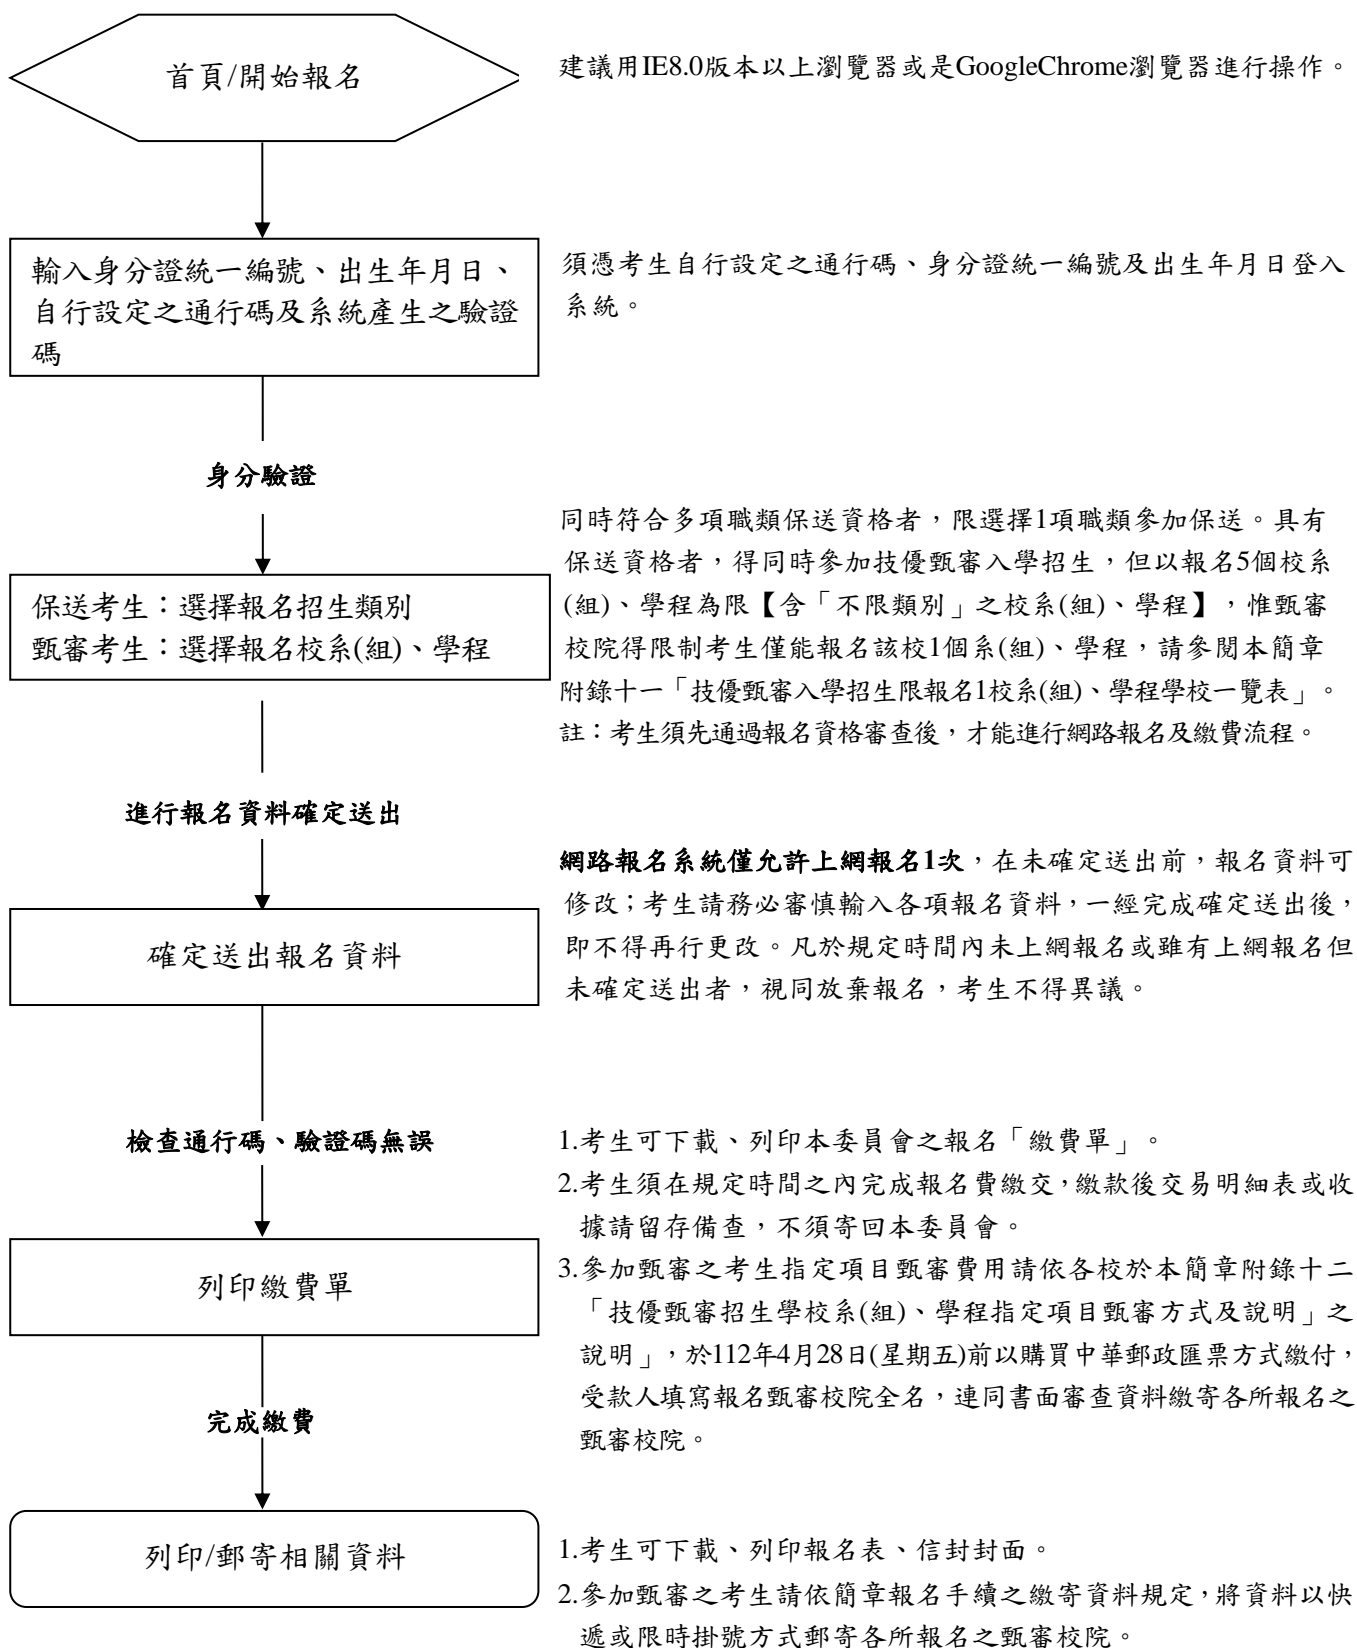 首頁/開始報名
建議用IE8.0版本以上瀏覽器或是GoogleChrome瀏覽器進行操作。
輸入身分證統一編號、出生年月日、
自行設定之通行碼及系統產生之驗證
碼
須憑考生自行設定之通行碼、身分證統一編號及出生年月日登入
系統。
身分驗證
保送考生：選擇報名招生類別
甄審考生：選擇報名校系(組)、學程
同時符合多項職類保送資格者，限選擇1項職類參加保送。具有
保送資格者，得同時參加技優甄審入學招生，但以報名5個校系
(組)、學程為限【含「不限類別」之校系(組)、學程】，惟甄審
校院得限制考生僅能報名該校1個系(組)、學程，請參閱本簡章
附錄十一「技優甄審入學招生限報名1校系(組)、學程學校一覽表」。
註：考生須先通過報名資格審查後，才能進行網路報名及繳費流程。
進行報名資料確定送出
確定送出報名資料
網路報名系統僅允許上網報名1次，在未確定送出前，報名資料可
修改；考生請務必審慎輸入各項報名資料，一經完成確定送出後，
即不得再行更改。凡於規定時間內未上網報名或雖有上網報名但
未確定送出者，視同放棄報名，考生不得異議。
檢查通行碼、驗證碼無誤
列印繳費單
1.考生可下載、列印本委員會之報名「繳費單」。
2.考生須在規定時間之內完成報名費繳交，繳款後交易明細表或收
據請留存備查，不須寄回本委員會。
3.參加甄審之考生指定項目甄審費用請依各校於本簡章附錄十二
「技優甄審招生學校系(組)、學程指定項目甄審方式及說明」之
說明」，於112年4月28日(星期五)前以購買中華郵政匯票方式繳付，
受款人填寫報名甄審校院全名，連同書面審查資料繳寄各所報名之
甄審校院。
完成繳費
列印/郵寄相關資料
1.考生可下載、列印報名表、信封封面。
2.參加甄審之考生請依簡章報名手續之繳寄資料規定，將資料以快
遞或限時掛號方式郵寄各所報名之甄審校院。